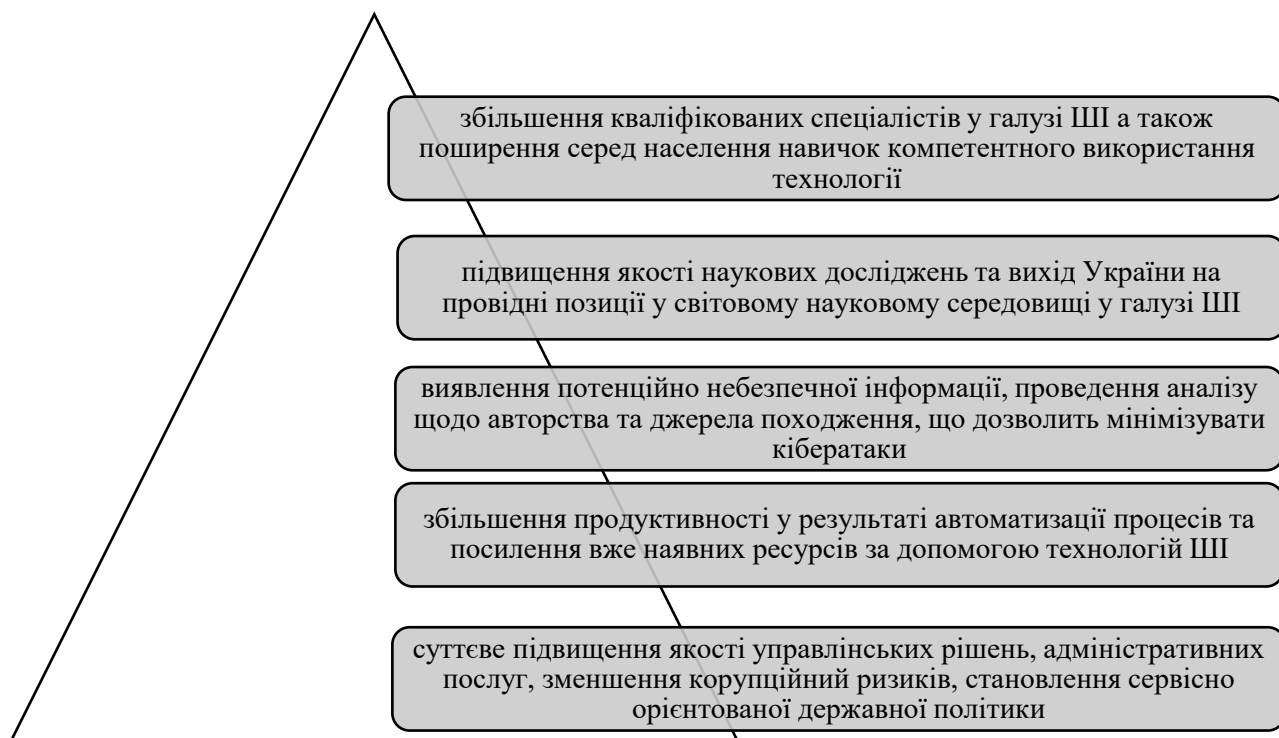 збільшення кваліфікованих спеціалістів у галузі ШІ а також
поширення серед населення навичок компетентного використання
технології
підвищення якості наукових досліджень та вихід України на
провідні позиції у світовому науковому середовищі у галузі ШІ
виявлення потенційно небезпечної інформації, проведення аналізу
щодо авторства та джерела походження, що дозволить мінімізувати
кібератаки
збільшення продуктивності у результаті автоматизації процесів та
посилення вже наявних ресурсів за допомогою технологій ШІ
суттєве підвищення якості управлінських рішень, адміністративних
послуг, зменшення корупційний ризиків, становлення сервісно
орієнтованої державної політики